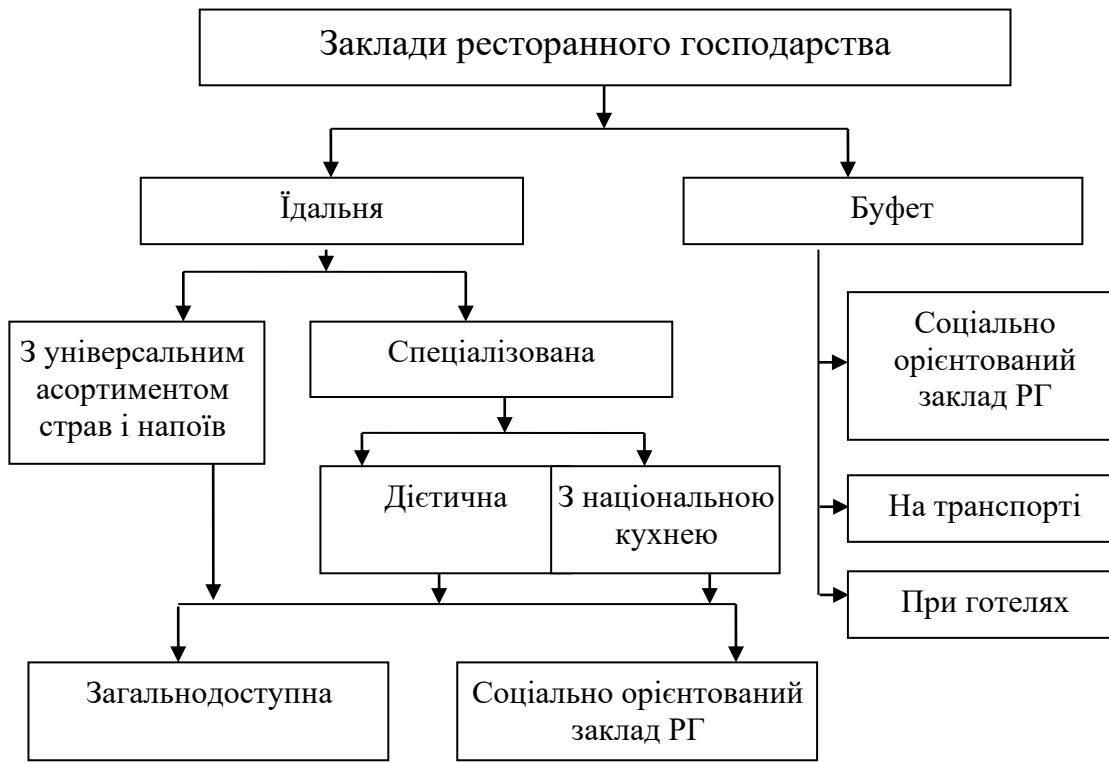 Заклади ресторанного господарства
Їдальня
Буфет
З універсальним
асортиментом
страв і напоїв
Спеціалізована
Соціально
орієнтований
заклад РГ
Дієтична
З національною
кухнею
На транспорті
При готелях
Загальнодоступна
Соціально орієнтований
заклад РГ